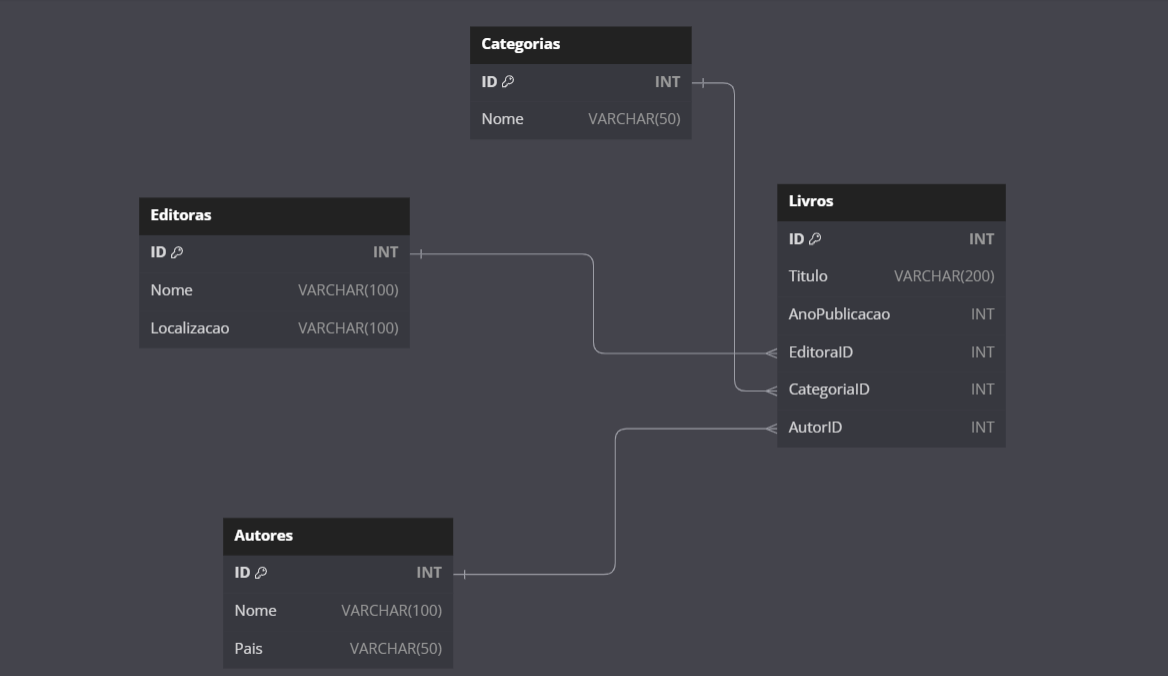 Categorias
ID INT
Nome VARCHAR(50)
Editoras
ID INT
Nome VARCHAR(100)
Localizacao VARCHAR(100)
Livros
ID INT
Titulo VARCHAR(200)
AnoPublicacao INT
EditoraID INT
CategoriaID INT
AutorID INT
Autores
ID INT
Nome VARCHAR(100)
Pais VARCHAR(50)